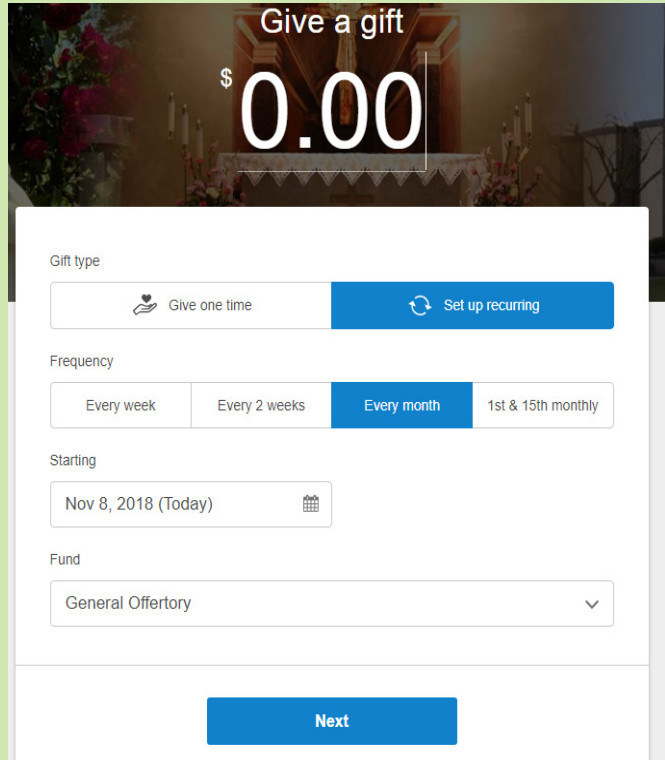 Give a gift
$0.00
Gift type
Give one time Set up recurring
Frequency
Every week Every 2 weeks Every month 1st & 15th monthly
Starting
Nov 8, 2018 (Today)
Fund
General Offertory
Next